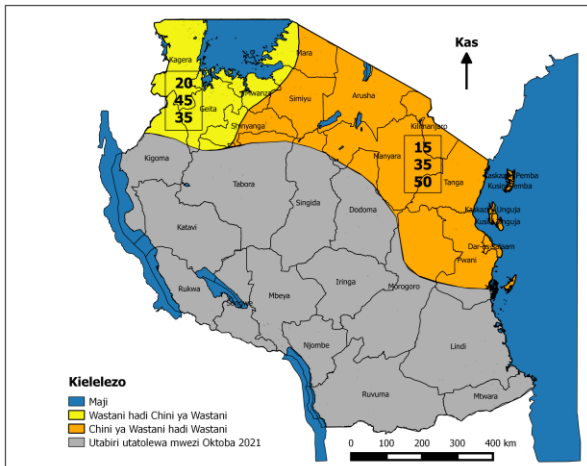 Kas
Kagera
Mara
20
45
35
Mwanza
Geita
Simiyu
Arusha
Shinyanga
Kilimanjaro
15
35
50
Manyara
Tanga
Kigoma
Tabora
Singida
Dodoma
Kaskazini Pemba
Kusini Pemba
Kaskazini Unguja
Kusini Unguja
Dar-es-salaam
Pwani
Katavi
Morogoro
Iringa
Rukwa
Mbeya
Songwe
Njombe
Lindi
Ruvuma
Mtwara
Kielelezo
Maji
Wastani hadi Chini ya Wastani
Chini ya Wastani hadi Wastani
Utabiri utatolewa mwezi Oktoba 2021
0 100 200 300 400 km